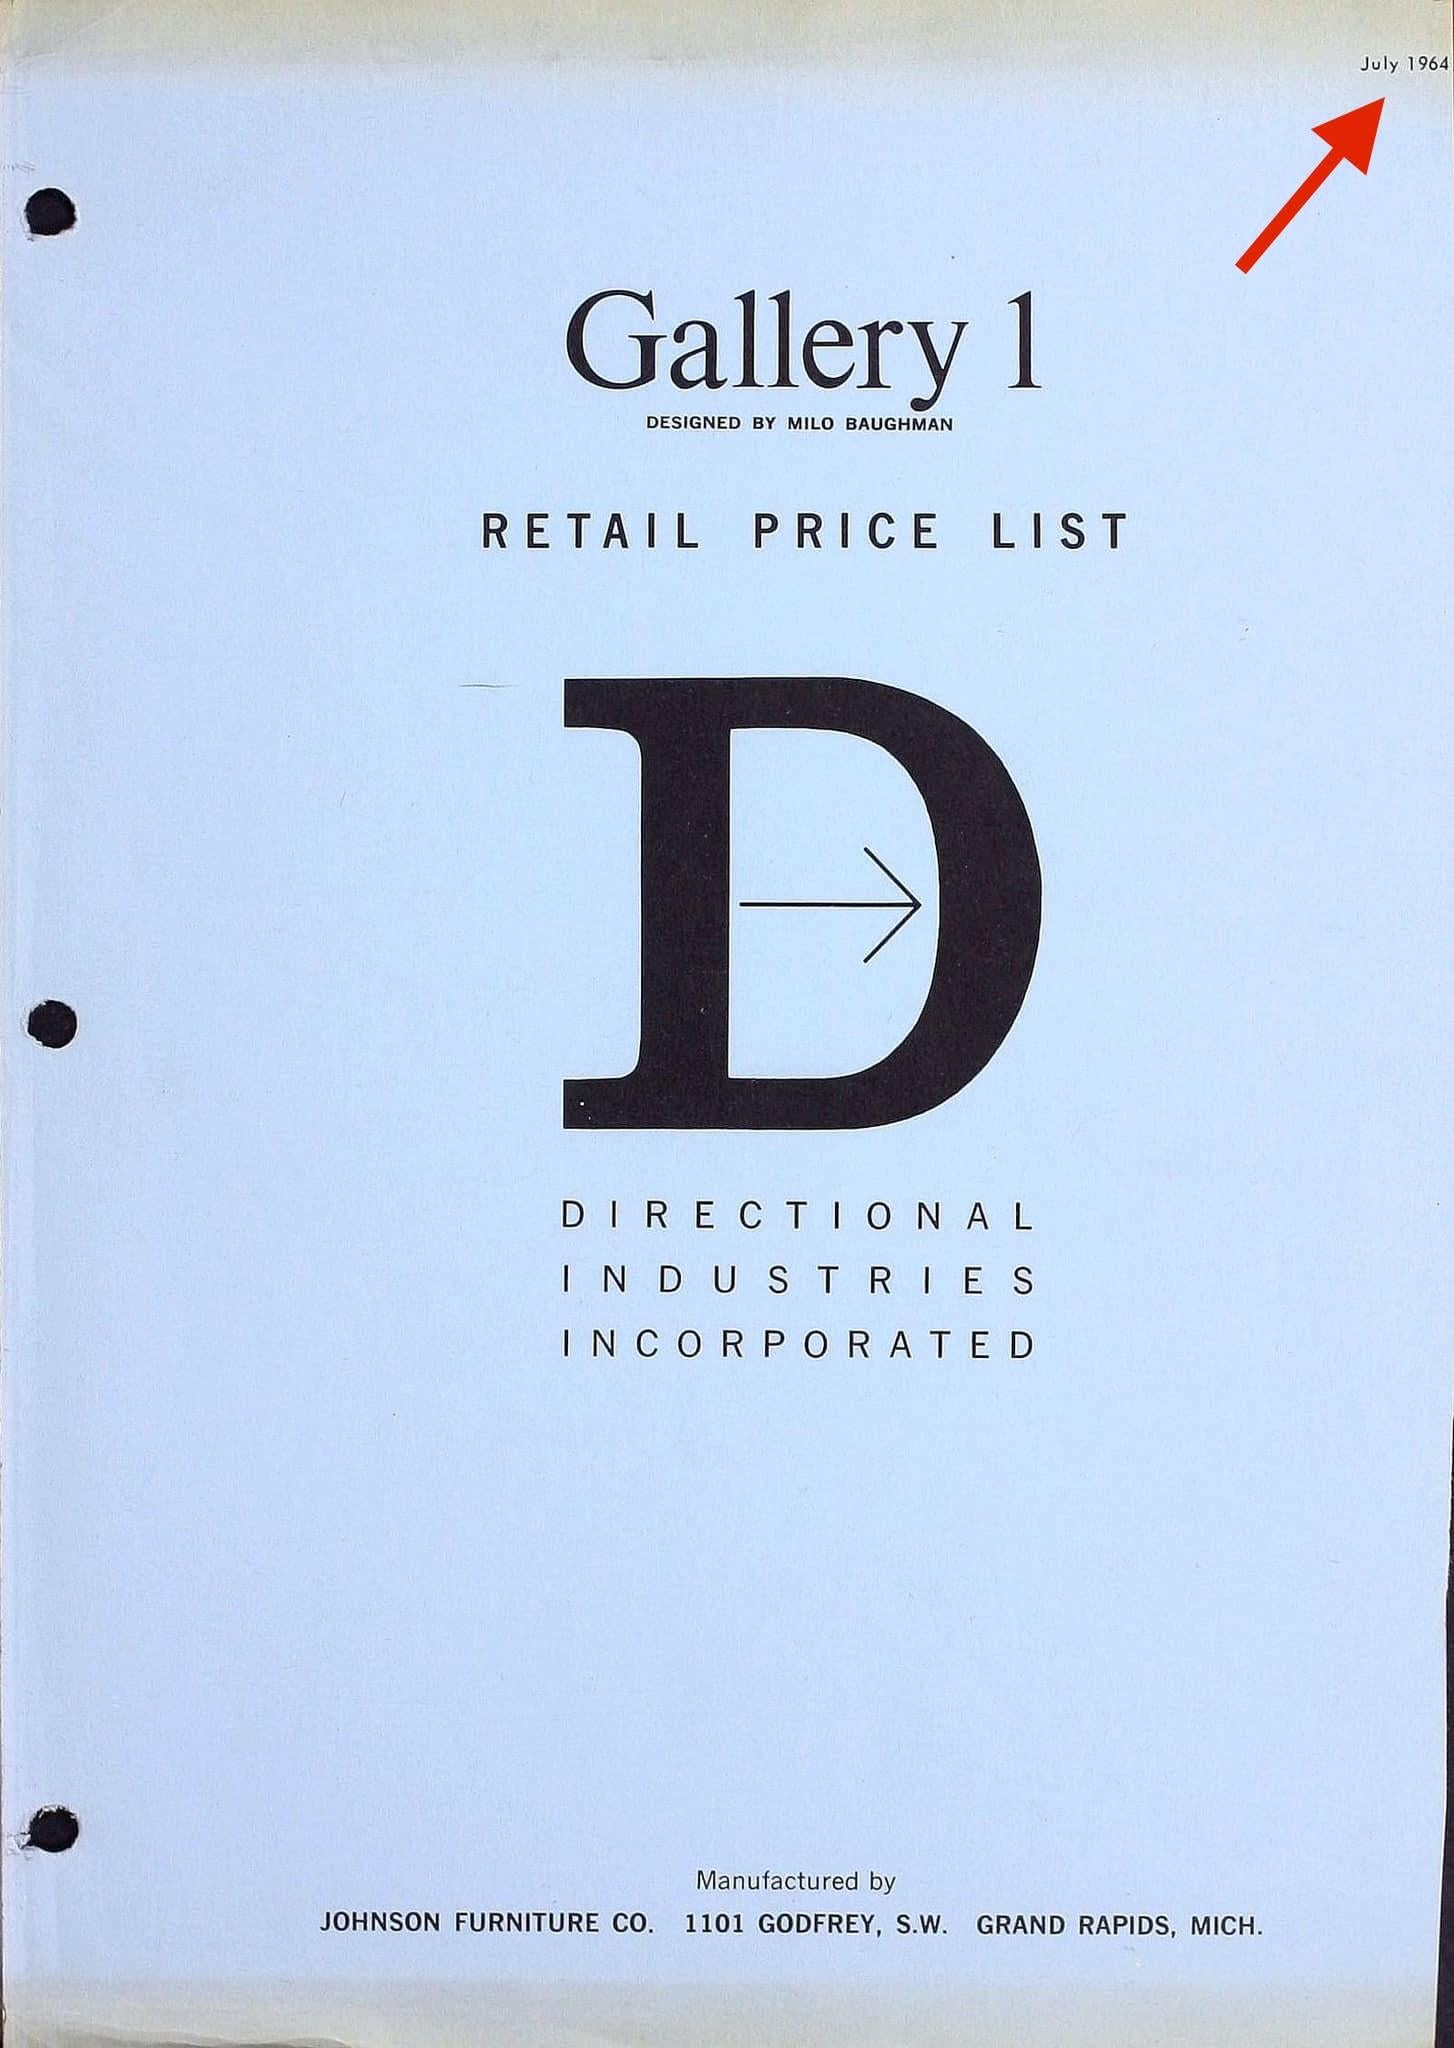 July 1964
Gallery 1
DESIGNED BY MILO BAUGHMAN
RETAIL PRICE LIST
D
DIRECTIONAL
INDUSTRIES
INCORPORATED
Manufactured by
JOHNSON FURNITURE CO. 1101 GODFREY, S.W. GRAND RAPIDS, MICH.